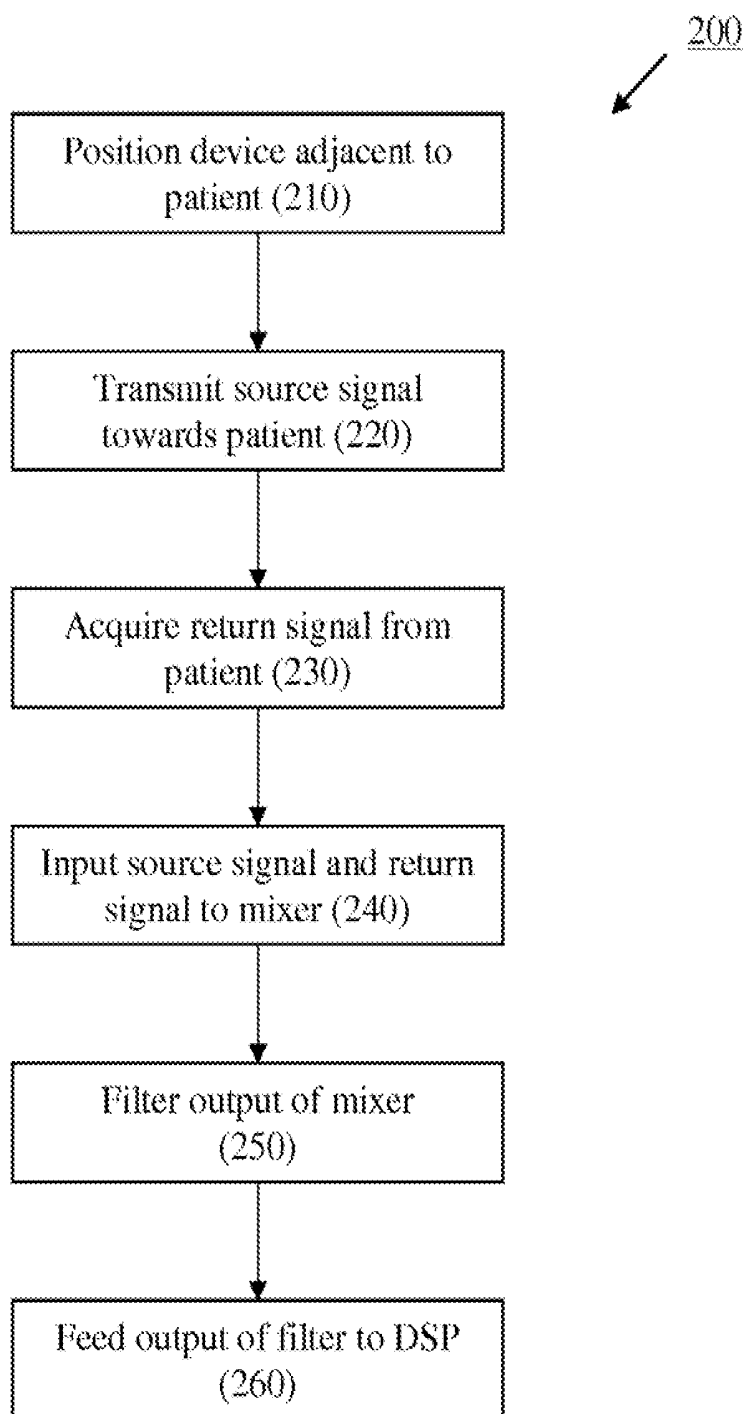 200
Position device adjacent to
patient (210)
Transmit source signal
towards patient (220)
Acquire return signal from
patient (230)
Input source signal and return
signal to mixer (240)
Filter output of mixer
(250)
Feed output of filter to DSP
(260)